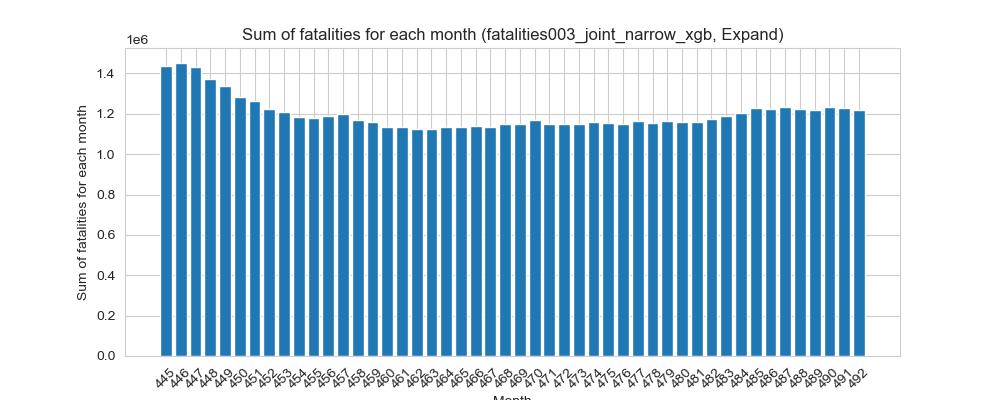 Sum of fatalities for each month (fatalities003_joint_narrow_xgb, Expand)
1e6
Sum of fatalities for each month
1.4
1.2
1.0
0.8
0.6
0.4
0.2
0.0
445 446 447 448 449 450 451 452 453 454 455 456 457 458 459 460 461 462 463 464 465 466 467 468 469 470 471 472 473 474 475 476 477 478 479 480 481 482 483 484 485 486 487 488 489 490 491 492
Month